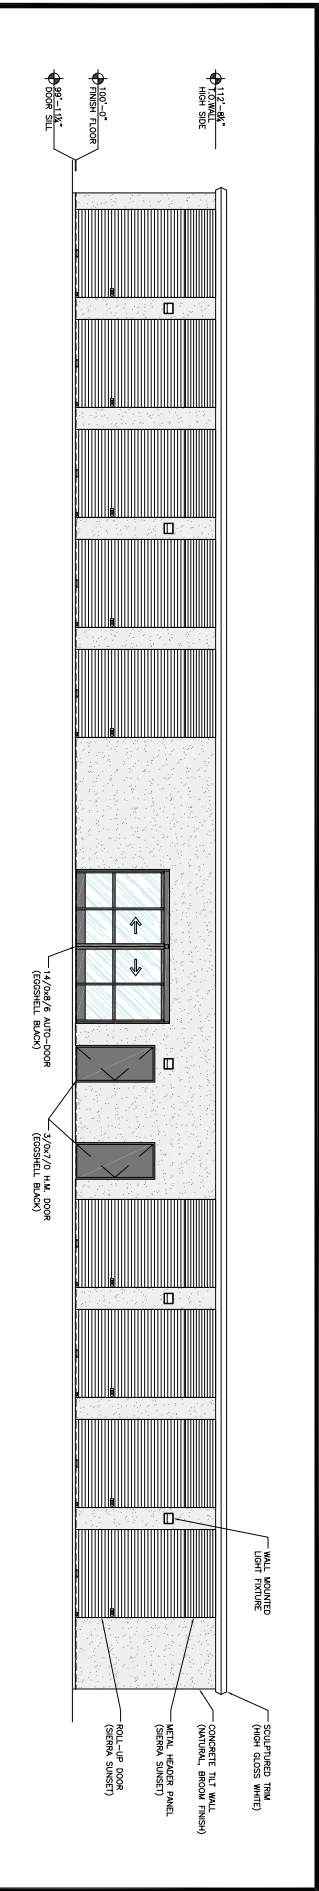 112'-8¼"
T.O.WALL
HIGH SIDE
100'-0"
FINISH FLOOR
99'-11¼"
DOOR SILL
14/0x8/6 AUTO-DOOR
(EGGSHELL BLACK)
3/0x7/0 H.M. DOOR
(EGGSHELL BLACK)
WALL MOUNTED
LIGHT FIXTURE
SCULPTURED TRIM
(HIGH GLOSS WHITE)
CONCRETE TILT WALL
(NATURAL, BROOM FINISH)
METAL HEADER PANEL
(SIERRA SUNSET)
ROLL-UP DOOR
(SIERRA SUNSET)